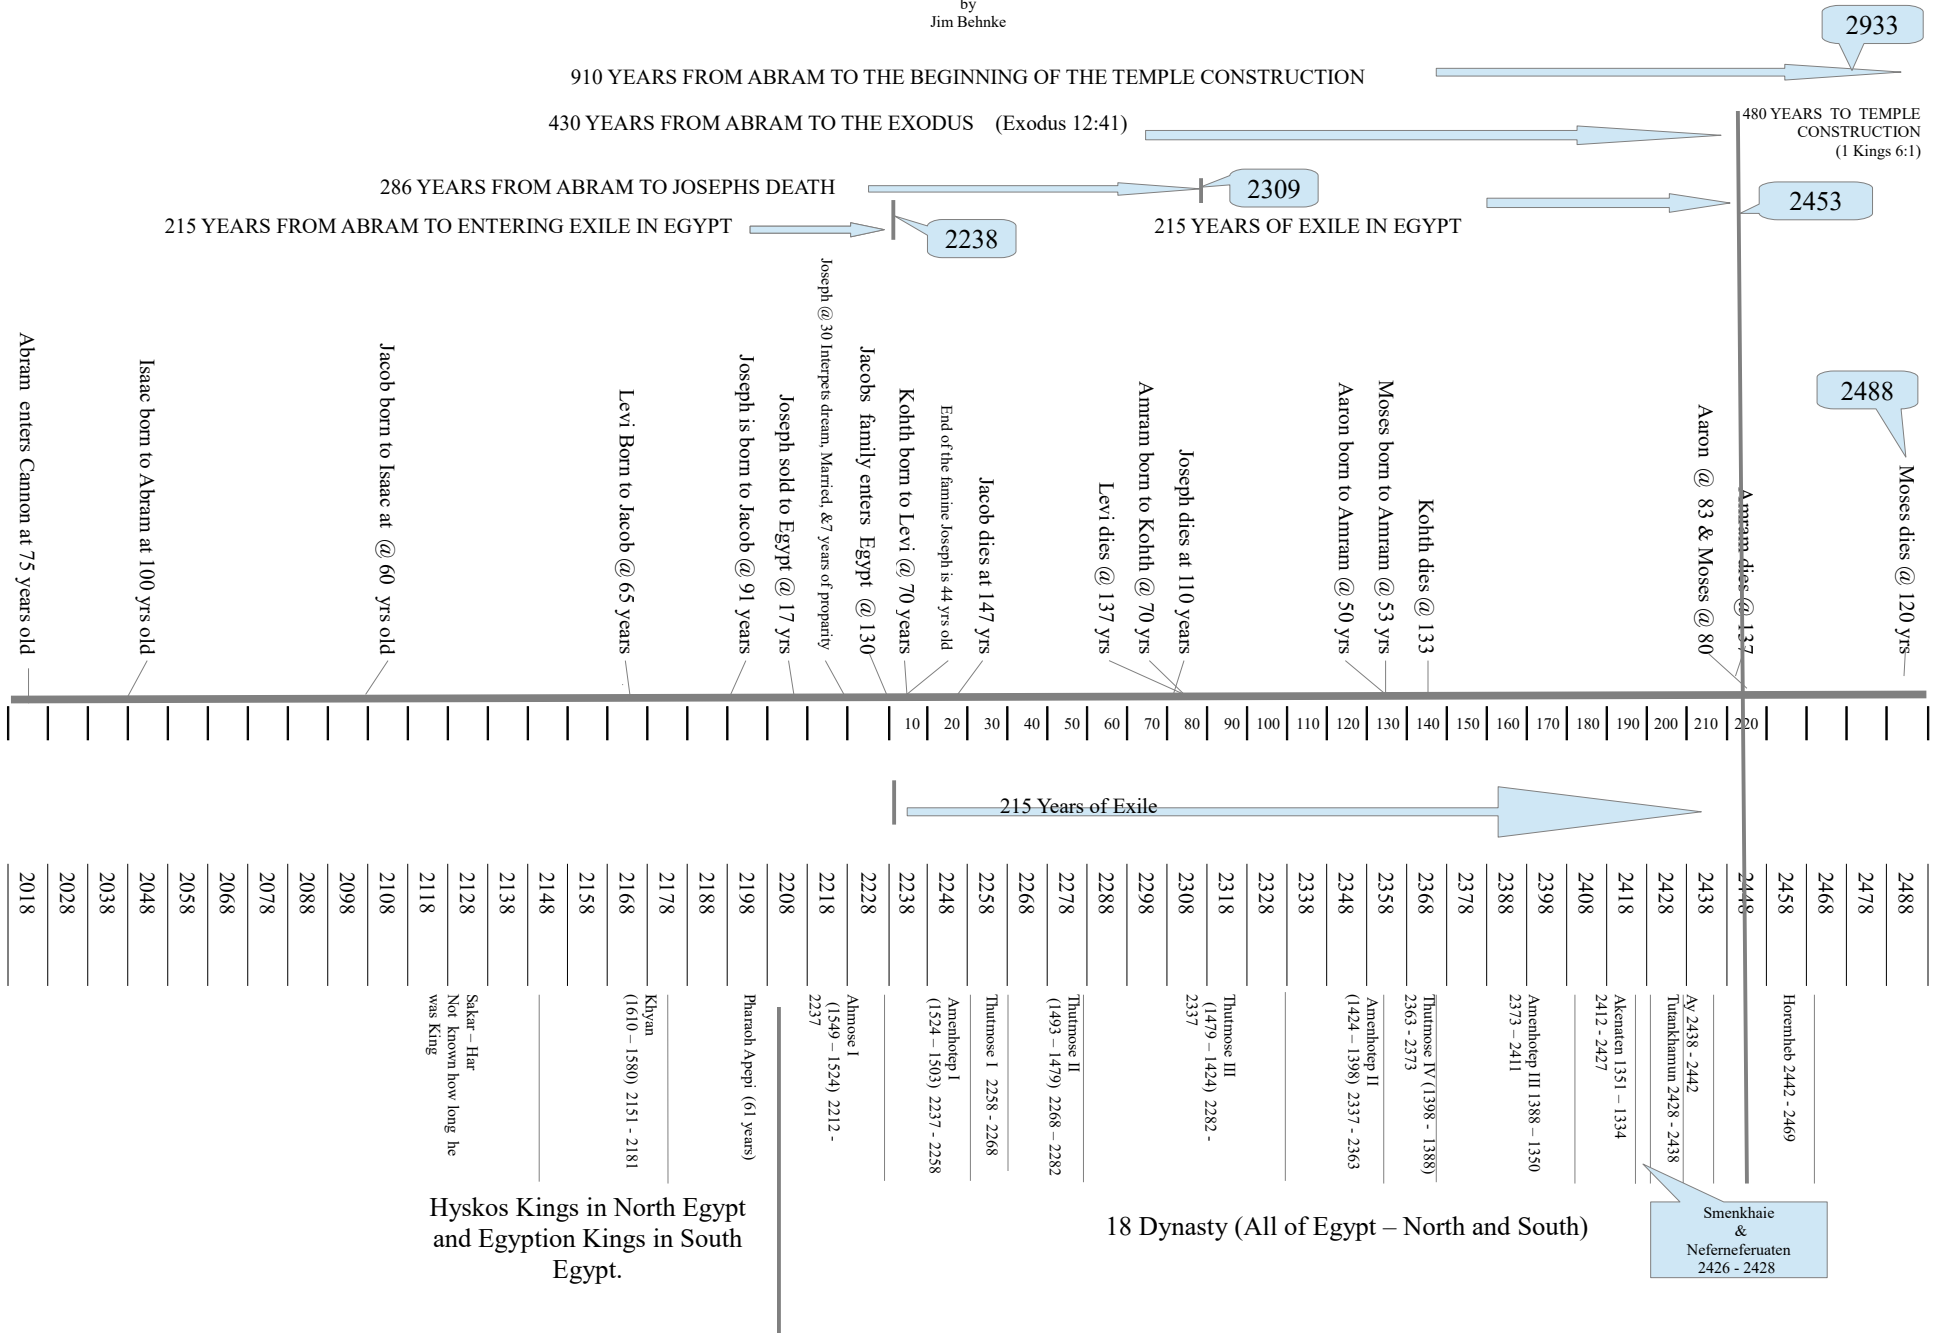 by
Jim Behnke
2933
910 YEARS FROM ABRAM TO THE BEGINNING OF THE TEMPLE CONSTRUCTION
430 YEARS FROM ABRAM TO THE EXODUS (Exodus 12:41)
480 YEARS TO TEMPLE
CONSTRUCTION
(1 Kings 6:1)
286 YEARS FROM ABRAM TO JOSEPHS DEATH
2309
2453
215 YEARS FROM ABRAM TO ENTERING EXILE IN EGYPT
2238
215 YEARS OF EXILE IN EGYPT
2488
Abram enters Cannon at 75 years old
Isaac born to Abram at 100 yrs old
Jacob born to Isaac at @ 60 yrs old
Levi Born to Jacob @ 65 years
Joseph is born to Jacob @ 91 years
Joseph sold to Egypt @ 17 yrs
Joseph @ 30 Interpets dream, Married, &7 years of proparity
Jacobs family enters Egypt @ 130
Kohth born to Levi @ 70 years
End of the famine Joseph is 44 yrs old
Jacob dies at 147 yrs
Levi dies @ 137 yrs
Amram born to Kohth @ 70 yrs
Joseph dies at 110 years
Aaron born to Amram @ 50 yrs
Moses born to Amram @ 53 yrs
Kohth dies @ 133
Aaron @ 83 & Moses @ 80
Amram dies @ 137
Moses dies @ 120 yrs
10 20 30 40 50 60 70 80 90 100 110 120 130 140 150 160 170 180 190 200 210 220
215 Years of Exile
2018 2028 2038 2048 2058 2068 2078 2088 2098 2108 2118 2128 2138 2148 2158 2168 2178 2188 2198 2208 2218 2228 2238 2248 2258 2268 2278 2288 2298 2308 2318 2328 2338 2348 2358 2368 2378 2388 2398 2408 2418 2428 2438 2448 2458 2468 2478 2488
Sakar – Har
Not known how long he
was King
Khyan
(1610 – 1580) 2151 - 2181
Pharaoh Apepi (61 years)
Ahmose I
(1549 – 1524) 2212 -
2237
Amenhotep I
(1524 – 1503) 2237 - 2258
Thutmose I 2258 - 2268
Thutmose II
(1493 – 1479) 2268 – 2282
Thutmose III
(1479 – 1424) 2282 -
2337
Amenhotep II
(1424 – 1398) 2337 - 2363
Thutmose IV (1398 - 1388)
2363 - 2373
Amenhotep III 1388 – 1350
2373 – 2411
Akenaten 1351 – 1334
2412 - 2427
Ay 2438 - 2442
Tutankhamun 2428 - 2438
Horemheb 2442 - 2469
Hyskos Kings in North Egypt
and Egyption Kings in South
Egypt.
18 Dynasty (All of Egypt – North and South)
Smenkhaie
&
Neferneferuaten
2426 - 2428